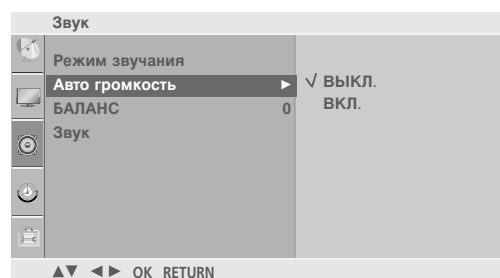 Звук
Режим звучания
Авто громкость ► √ ВЫКЛ.
БАЛАНС 0 ВКЛ.
Звук
▲▼ ◄► OK RETURN